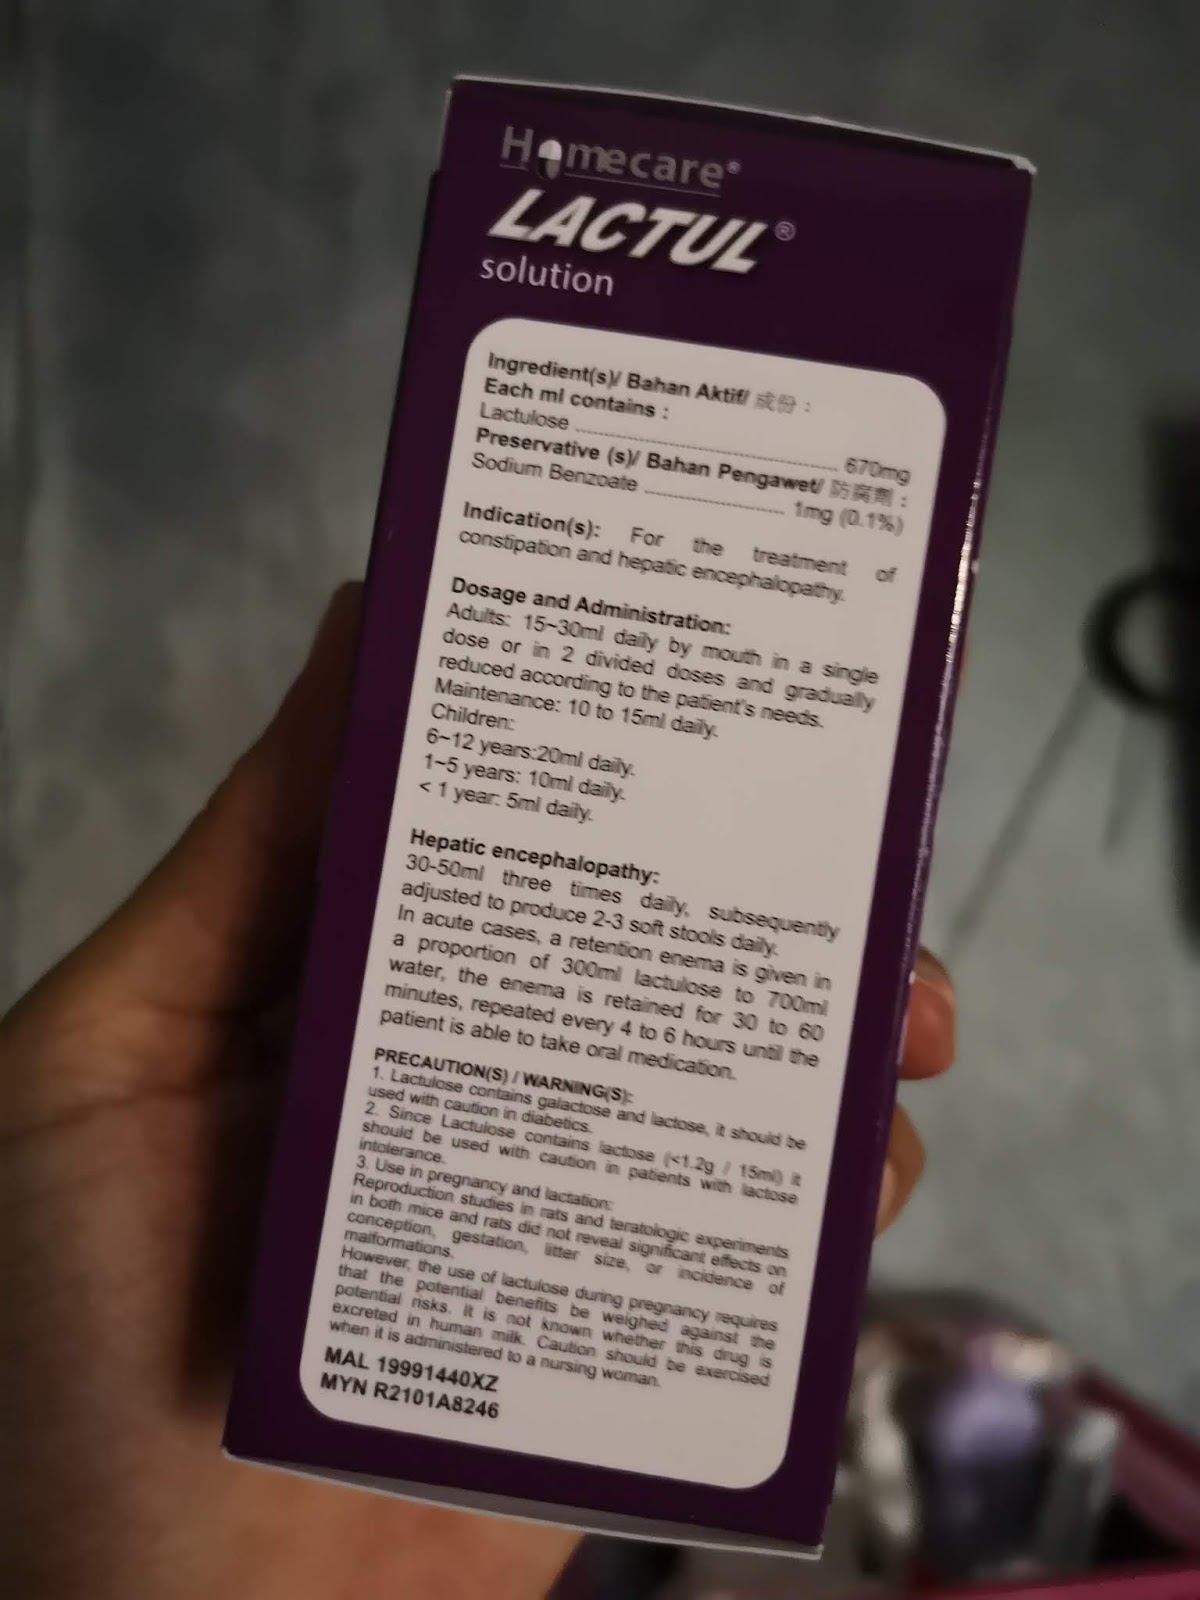 Homecare®
LACTUL®
solution
Ingredient(s)/ Bahan Aktif/ 成份 :
Each ml contains :
Lactulose .......................................... 670mg
Preservative (s)/ Bahan Pengawet/ 防腐劑 :
Sodium Benzoate ...................... 1mg (0.1%)
Indication(s): For the treatment of
constipation and hepatic encephalopathy.
Dosage and Administration:
Adults: 15~30ml daily by mouth in a single
dose or in 2 divided doses and gradually
reduced according to the patient's needs.
Maintenance: 10 to 15ml daily.
Children:
6~12 years:20ml daily.
1~5 years: 10ml daily.
< 1 year: 5ml daily.
Hepatic encephalopathy:
30-50ml three times daily, subsequently
adjusted to produce 2-3 soft stools daily.
In acute cases, a retention enema is given in
a proportion of 300ml lactulose to 700ml
water, the enema is retained for 30 to 60
minutes, repeated every 4 to 6 hours until the
patient is able to take oral medication.
PRECAUTION(S) / WARNING(S):
1. Lactulose contains galactose and lactose, it should be
used with caution in diabetics.
2. Since Lactulose contains lactose (<1.2g / 15ml) it
should be used with caution in patients with lactose
intolerance.
3. Use in pregnancy and lactation:
Reproduction studies in rats and teratologic experiments
in both mice and rats did not reveal significant effects on
conception, gestation, litter size, or incidence of
malformations.
However, the use of lactulose during pregnancy requires
that the potential benefits be weighed against the
potential risks. It is not known whether this drug is
excreted in human milk. Caution should be exercised
when it is administered to a nursing woman.
MAL 19991440XZ
MYN R2101A8246